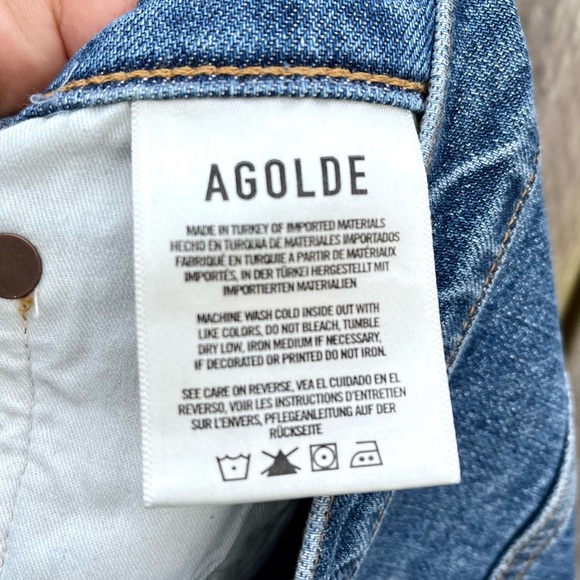 AGOLDE
MADE IN TURKEY OF IMPORTED MATERIALS
HECHO EN TURQUIA DE MATERIALES IMPORTADOS
FABRIQUÉ EN TURQUIE A PARTIR DE MATÉRIAUX
IMPORTÉS, IN DER TÜRKEI HERGESTELLT MIT
IMPORTIERTEN MATERIALIEN
MACHINE WASH COLD INSIDE OUT WITH
LIKE COLORS, DO NOT BLEACH, TUMBLE
DRY LOW, IRON MEDIUM IF NECESSARY.
IF DECORATED OR PRINTED DO NOT IRON.
SEE CARE ON REVERSE, VEA EL CUIDADO EN EL
REVERSO, VOIR LES INSTRUCTIONS D'ENTRETIEN
SUR L'ENVERS, PFLEGEANLEITUNG AUF DER
RÜCKSEITE